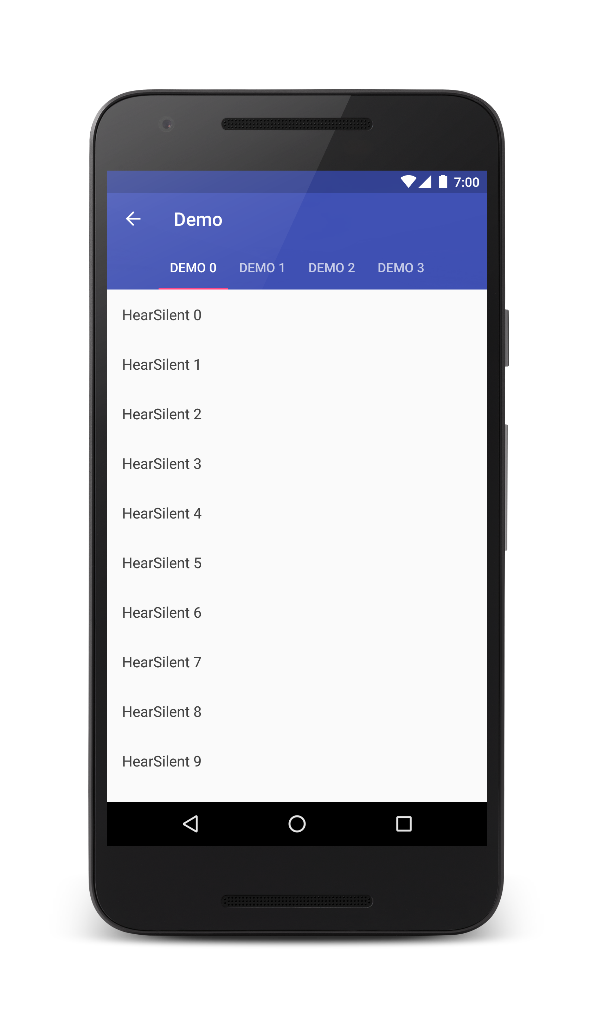 7:00
Demo
DEMO 0 DEMO 1 DEMO 2 DEMO 3
HearSilent 0
HearSilent 1
HearSilent 2
HearSilent 3
HearSilent 4
HearSilent 5
HearSilent 6
HearSilent 7
HearSilent 8
HearSilent 9